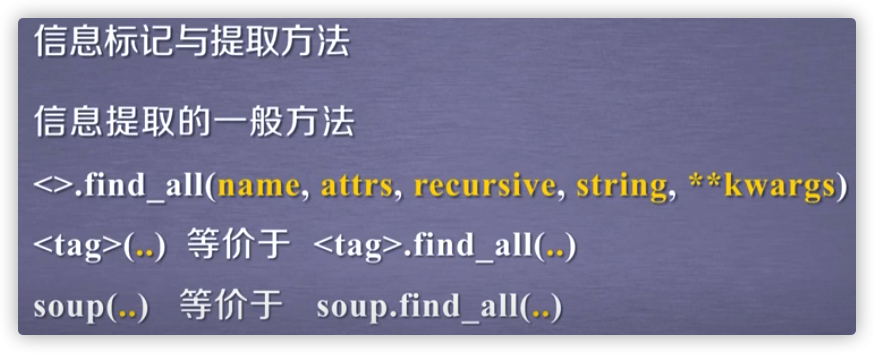 信息标记与提取方法
信息提取的一般方法
<>.find_all(name, attrs, recursive, string, **kwargs)
<tag>(..) 等价于 <tag>.find_all(..)
soup(..) 等价于 soup.find_all(..)